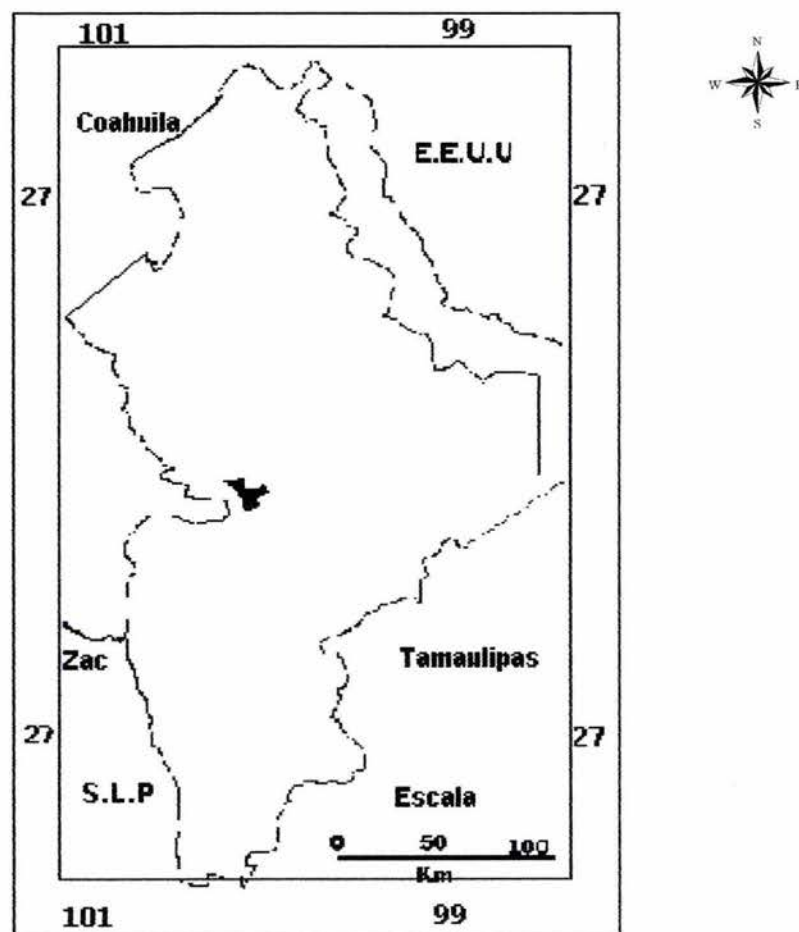 101 99
N
W E
S
Coahuila
E.E.U.U
27 27
Zac Tamaulipas
27 27
S.L.P Escala
0 50 100
Km
101 99